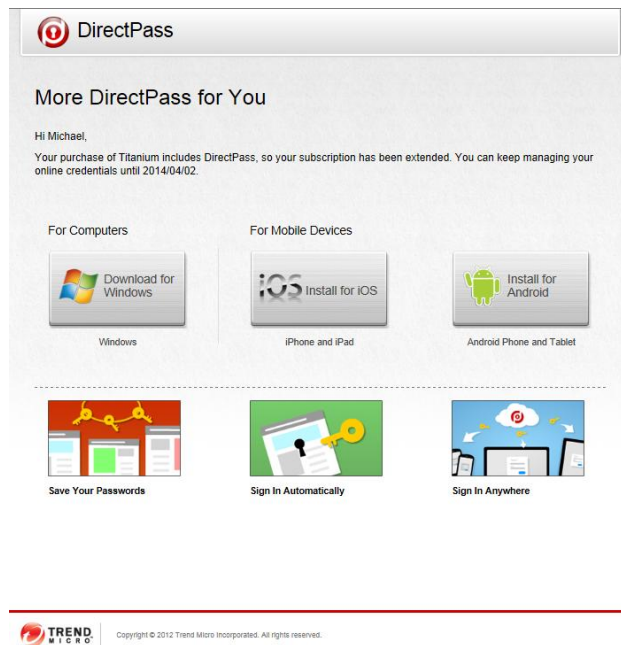 DirectPass
More DirectPass for You
Hi Michael,
Your purchase of Titanium includes DirectPass, so your subscription has been extended. You can keep managing your
online credentials until 2014/04/02.
For Computers
For Mobile Devices
Download for
Windows
iOS Install for iOS
Install for
Android
Windows
iPhone and iPad
Android Phone and Tablet
Save Your Passwords
Sign In Automatically
Sign In Anywhere
TREND
MICRO
Copyright © 2012 Trend Micro Incorporated. All rights reserved.